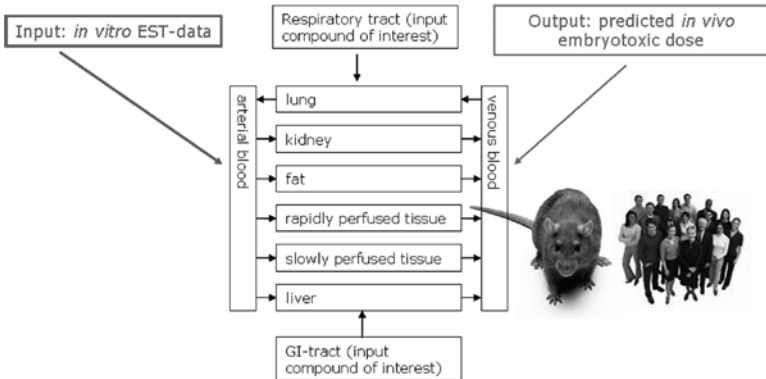 Input: in vitro EST-data
Respiratory tract (input
compound of interest)
Output: predicted in vivo
embryotoxic dose
arterial blood
lung
kidney
fat
rapidly perfused tissue
slowly perfused tissue
liver
venous blood
GI-tract (input
compound of interest)